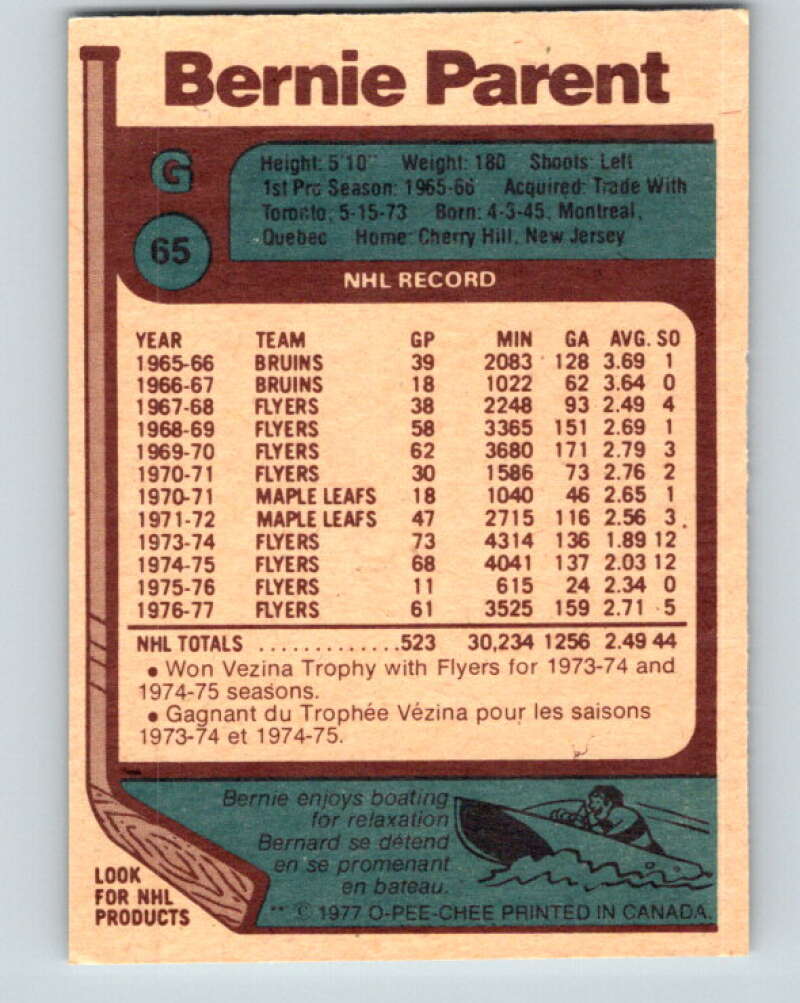 Bernie Parent
G
65
Height: 5'10" Weight: 180 Shoots: Left
1st Pro Season: 1965-66 Acquired: Trade With
Toronto, 5-15-73 Born: 4-3-45, Montreal,
Quebec Home: Cherry Hill, New Jersey
NHL RECORD
YEAR TEAM GP MIN GA AVG. SO
1965-66 BRUINS 39 2083 128 3.69 1
1966-67 BRUINS 18 1022 62 3.64 0
1967-68 FLYERS 38 2248 93 2.49 4
1968-69 FLYERS 58 3365 151 2.69 1
1969-70 FLYERS 62 3680 171 2.79 3
1970-71 FLYERS 30 1586 73 2.76 2
1970-71 MAPLE LEAFS 18 1040 46 2.65 1
1971-72 MAPLE LEAFS 47 2715 116 2.56 3
1973-74 FLYERS 73 4314 136 1.89 12
1974-75 FLYERS 68 4041 137 2.03 12
1975-76 FLYERS 11 615 24 2.34 0
1976-77 FLYERS 61 3525 159 2.71 5
NHL TOTALS .............523 30,234 1256 2.49 44
• Won Vezina Trophy with Flyers for 1973-74 and
1974-75 seasons.
• Gagnant du Trophée Vézina pour les saisons
1973-74 et 1974-75.
Bernie enjoys boating
for relaxation
Bernard se détend
en se promenant
en bateau.
LOOK
FOR NHL
PRODUCTS
** © 1977 O-PEE-CHEE PRINTED IN CANADA.